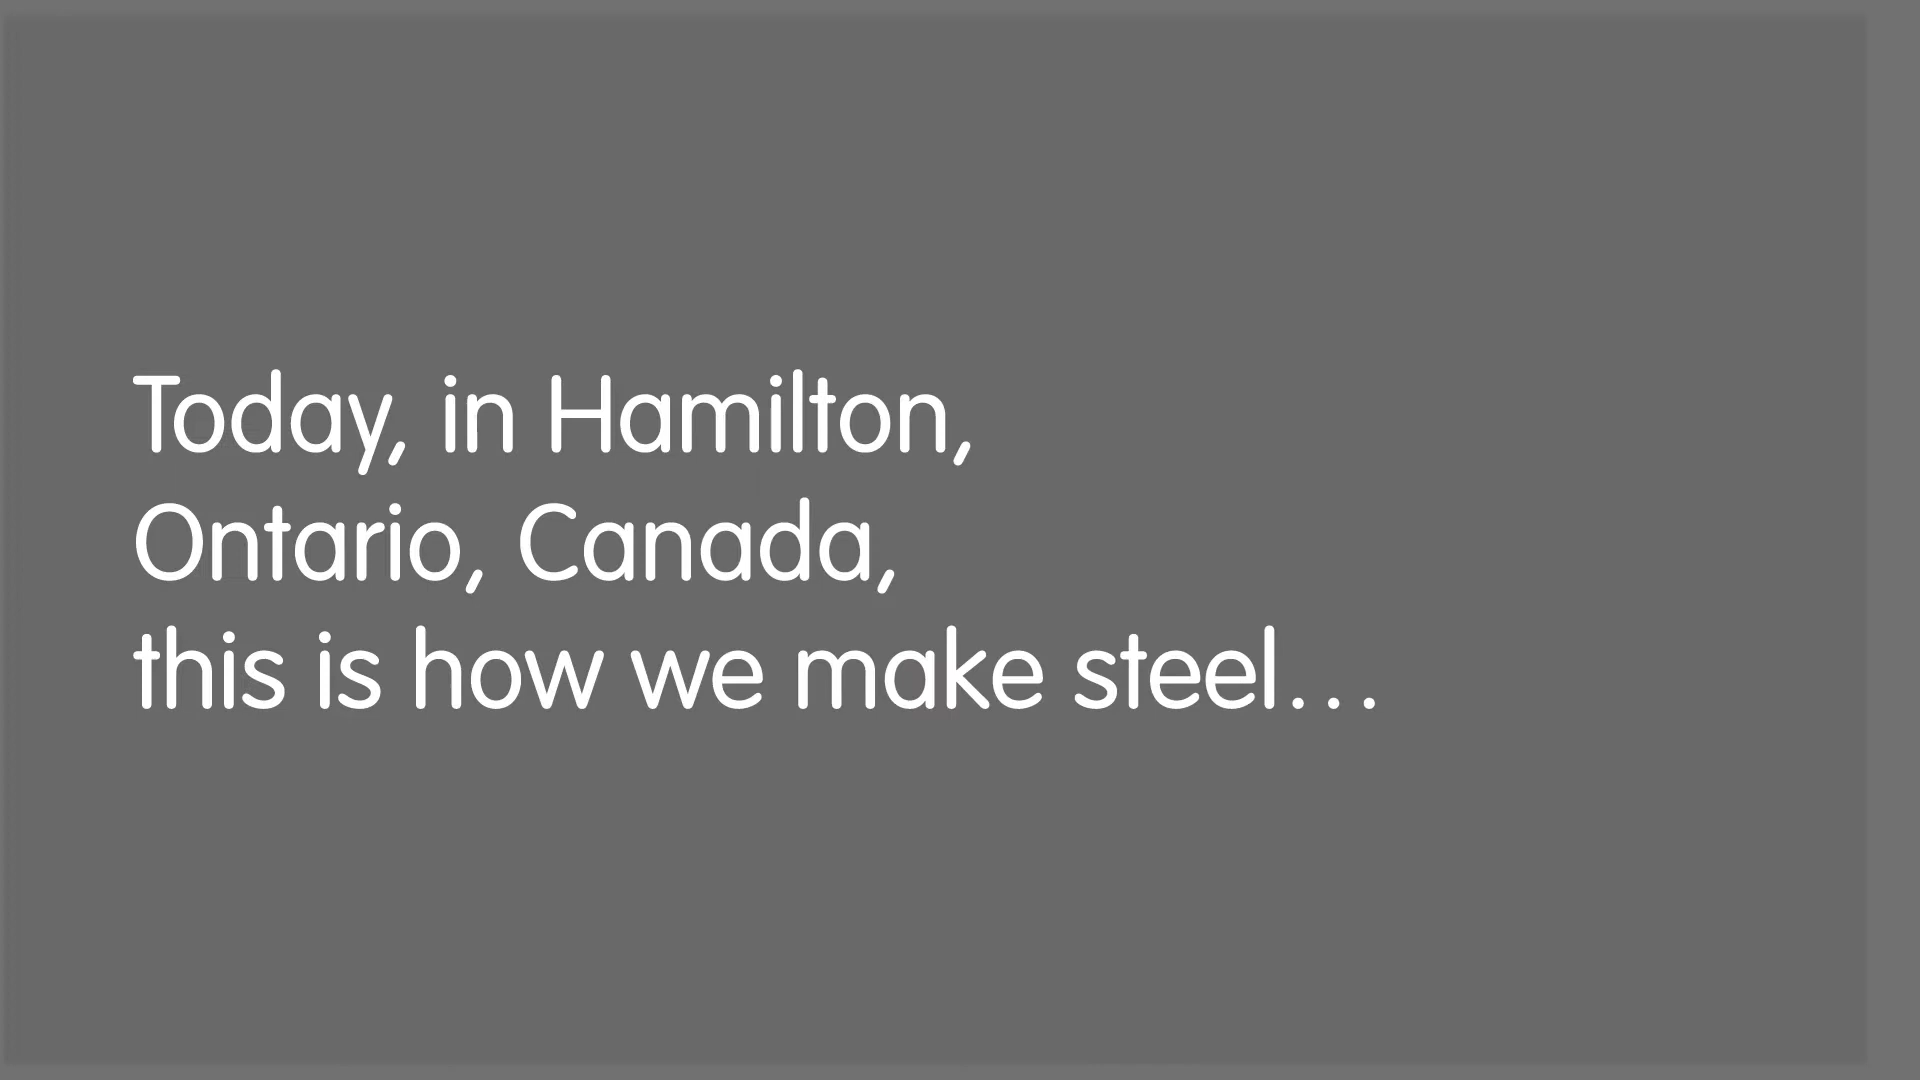 Today, in Hamilton,
Ontario, Canada,
this is how we make steel…